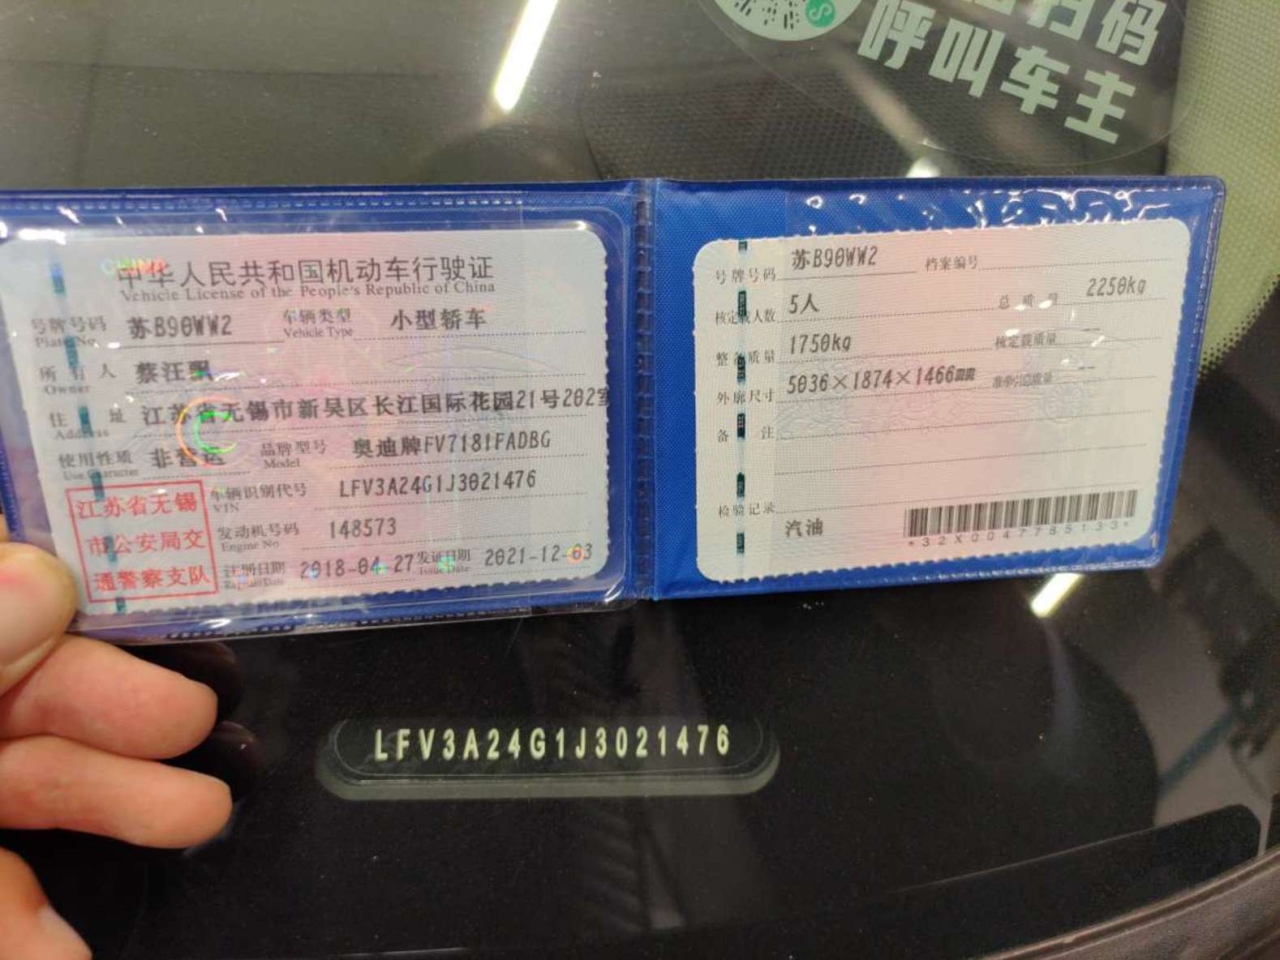 扫码
呼叫车主
中华人民共和国机动车行驶证
Vehicle License of the People's Republic of China
号牌号码 苏B90WW2 车辆类型 小型轿车
Plate No. Vehicle Type
所有人 蔡汪飘
Owner
住址 江苏省无锡市新吴区长江国际花园21号202室
Address
使用性质 非营运 品牌型号 奥迪牌FV7181FADBG
Use Character Model
江苏省无锡
市公安局交
通警察支队
车辆识别代号 LFV3A24G1J3021476
VIN
发动机号码 148573
Engine No.
注册日期 2018-04-27 发证日期 2021-12-03
Register Date Issue Date
号牌号码 苏B90WW2 档案编号
核定载人数 5人 总质量 2250kg
整备质量 1750kg 核定载质量 --
外廓尺寸 5036×1874×1466mm 准牵引总质量 --
备注
检验记录
汽油
*32X0047785133*
LFV3A24G1J3021476